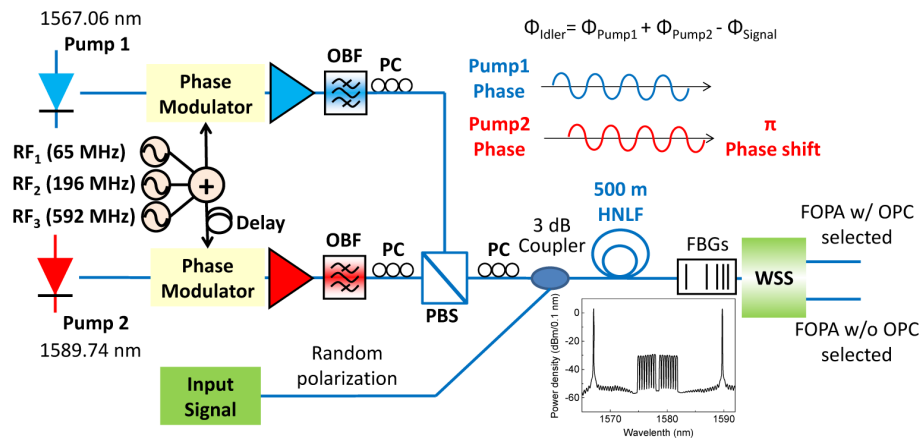 1567.06 nm
Pump 1
Phase
Modulator
OBF
PC
Φ_Idler= Φ_Pump1 + Φ_Pump2 - Φ_Signal
Pump1
Phase
Pump2
Phase
π
Phase shift
RF₁ (65 MHz)
RF₂ (196 MHz)
RF₃ (592 MHz)
+
Delay
Phase
Modulator
OBF
PC
PBS
PC
3 dB
Coupler
500 m
HNLF
FBGs
WSS
FOPA w/ OPC
selected
FOPA w/o OPC
selected
Pump 2
1589.74 nm
Input
Signal
Random
polarization
Power density (dBm/0.1 nm)
0
-20
-40
-60
1570 1580 1590
Wavelenth (nm)